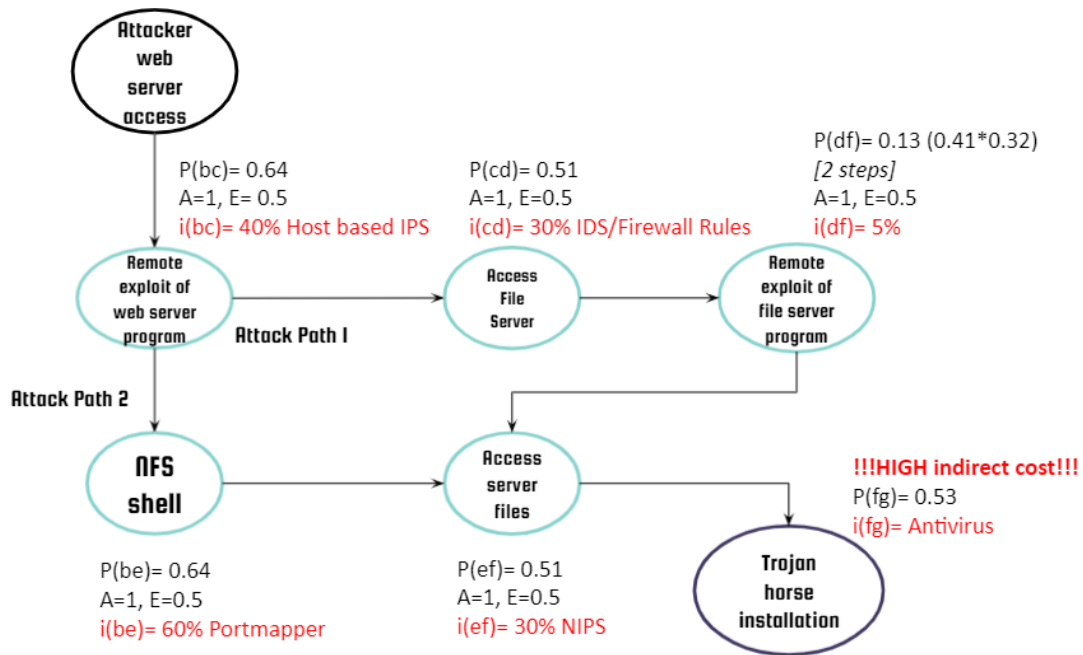 Attacker
web
server
access
P(bc)= 0.64
A=1, E= 0.5
i(bc)= 40% Host based IPS
P(cd)= 0.51
A=1, E=0.5
i(cd)= 30% IDS/Firewall Rules
P(df)= 0.13 (0.41*0.32)
[2 steps]
A=1, E=0.5
i(df)= 5%
Remote
exploit of
web server
program
Attack Path 1
Access
File
Server
Remote
exploit of
file server
program
Attack Path 2
NFS
shell
Access
server
files
!!!HIGH indirect cost!!!
P(fg)= 0.53
i(fg)= Antivirus
Trojan
horse
installation
P(be)= 0.64
A=1, E=0.5
i(be)= 60% Portmapper
P(ef)= 0.51
A=1, E=0.5
i(ef)= 30% NIPS